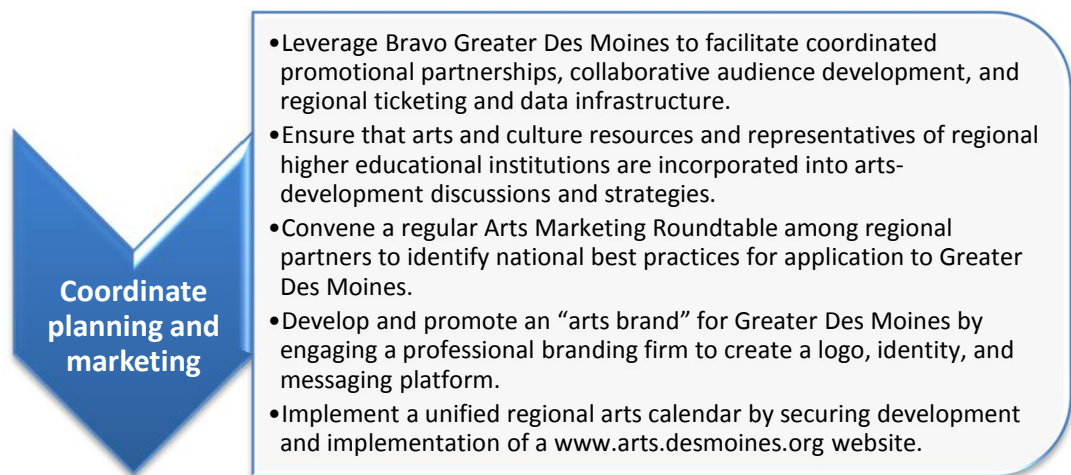 Coordinate
planning and
marketing
•Leverage Bravo Greater Des Moines to facilitate coordinated
promotional partnerships, collaborative audience development, and
regional ticketing and data infrastructure.
•Ensure that arts and culture resources and representatives of regional
higher educational institutions are incorporated into arts-
development discussions and strategies.
•Convene a regular Arts Marketing Roundtable among regional
partners to identify national best practices for application to Greater
Des Moines.
•Develop and promote an “arts brand” for Greater Des Moines by
engaging a professional branding firm to create a logo, identity, and
messaging platform.
•Implement a unified regional arts calendar by securing development
and implementation of a www.arts.desmoines.org website.